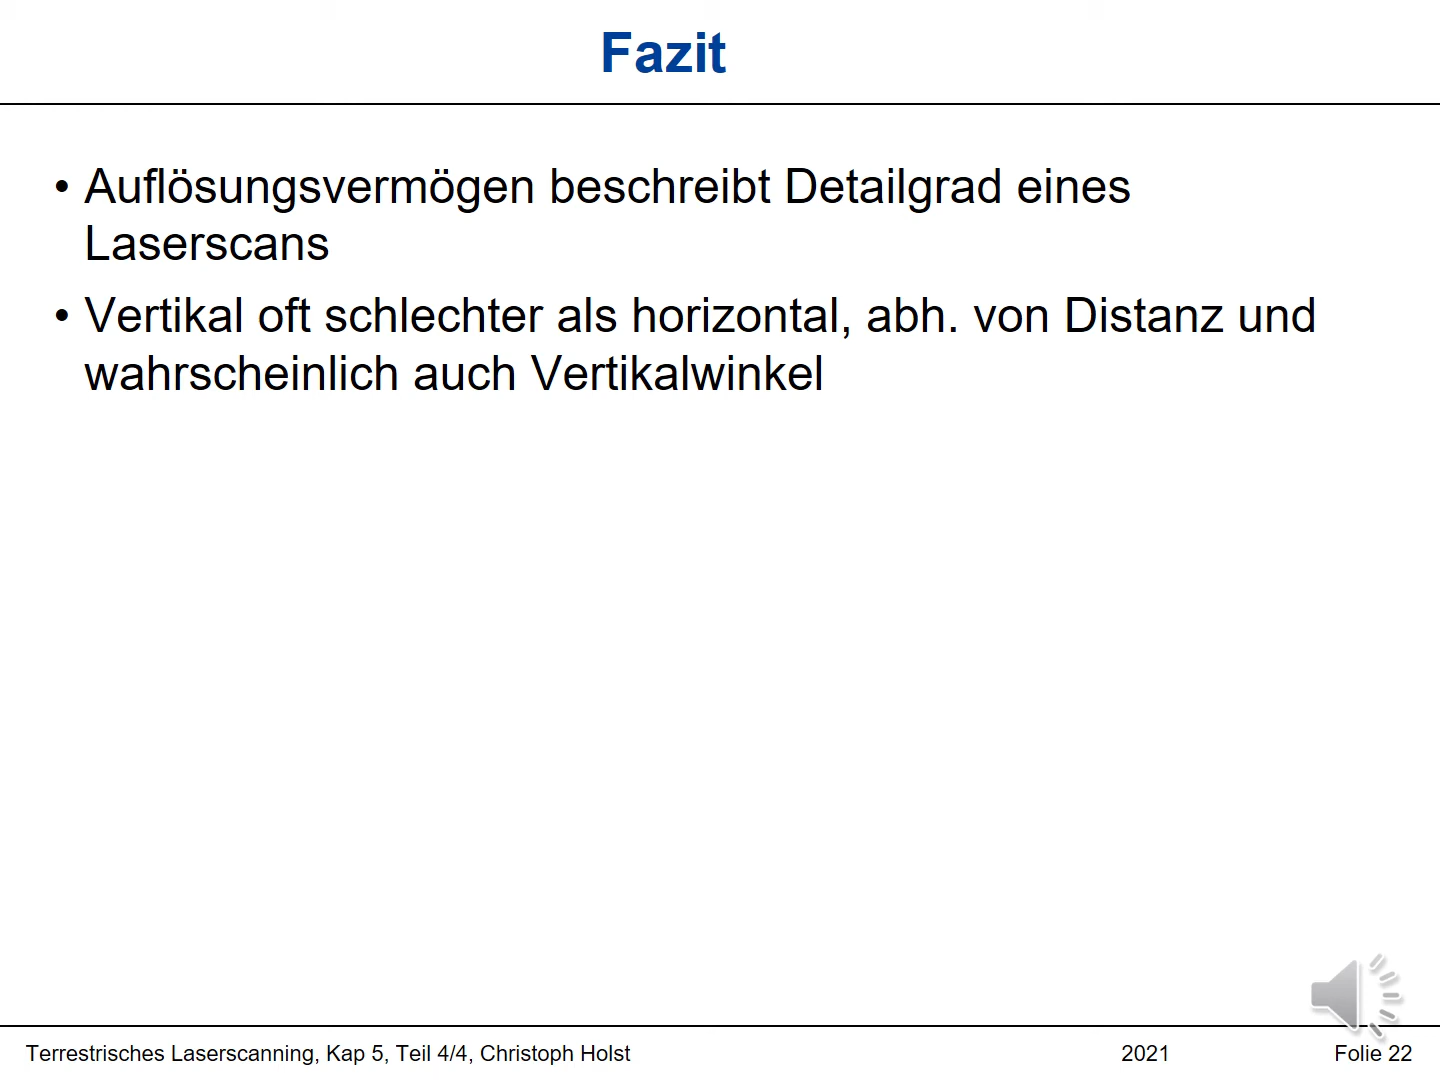 Fazit
• Auflösungsvermögen beschreibt Detailgrad eines
Laserscans
• Vertikal oft schlechter als horizontal, abh. von Distanz und
wahrscheinlich auch Vertikalwinkel
Terrestrisches Laserscanning, Kap 5, Teil 4/4, Christoph Holst 2021 Folie 22